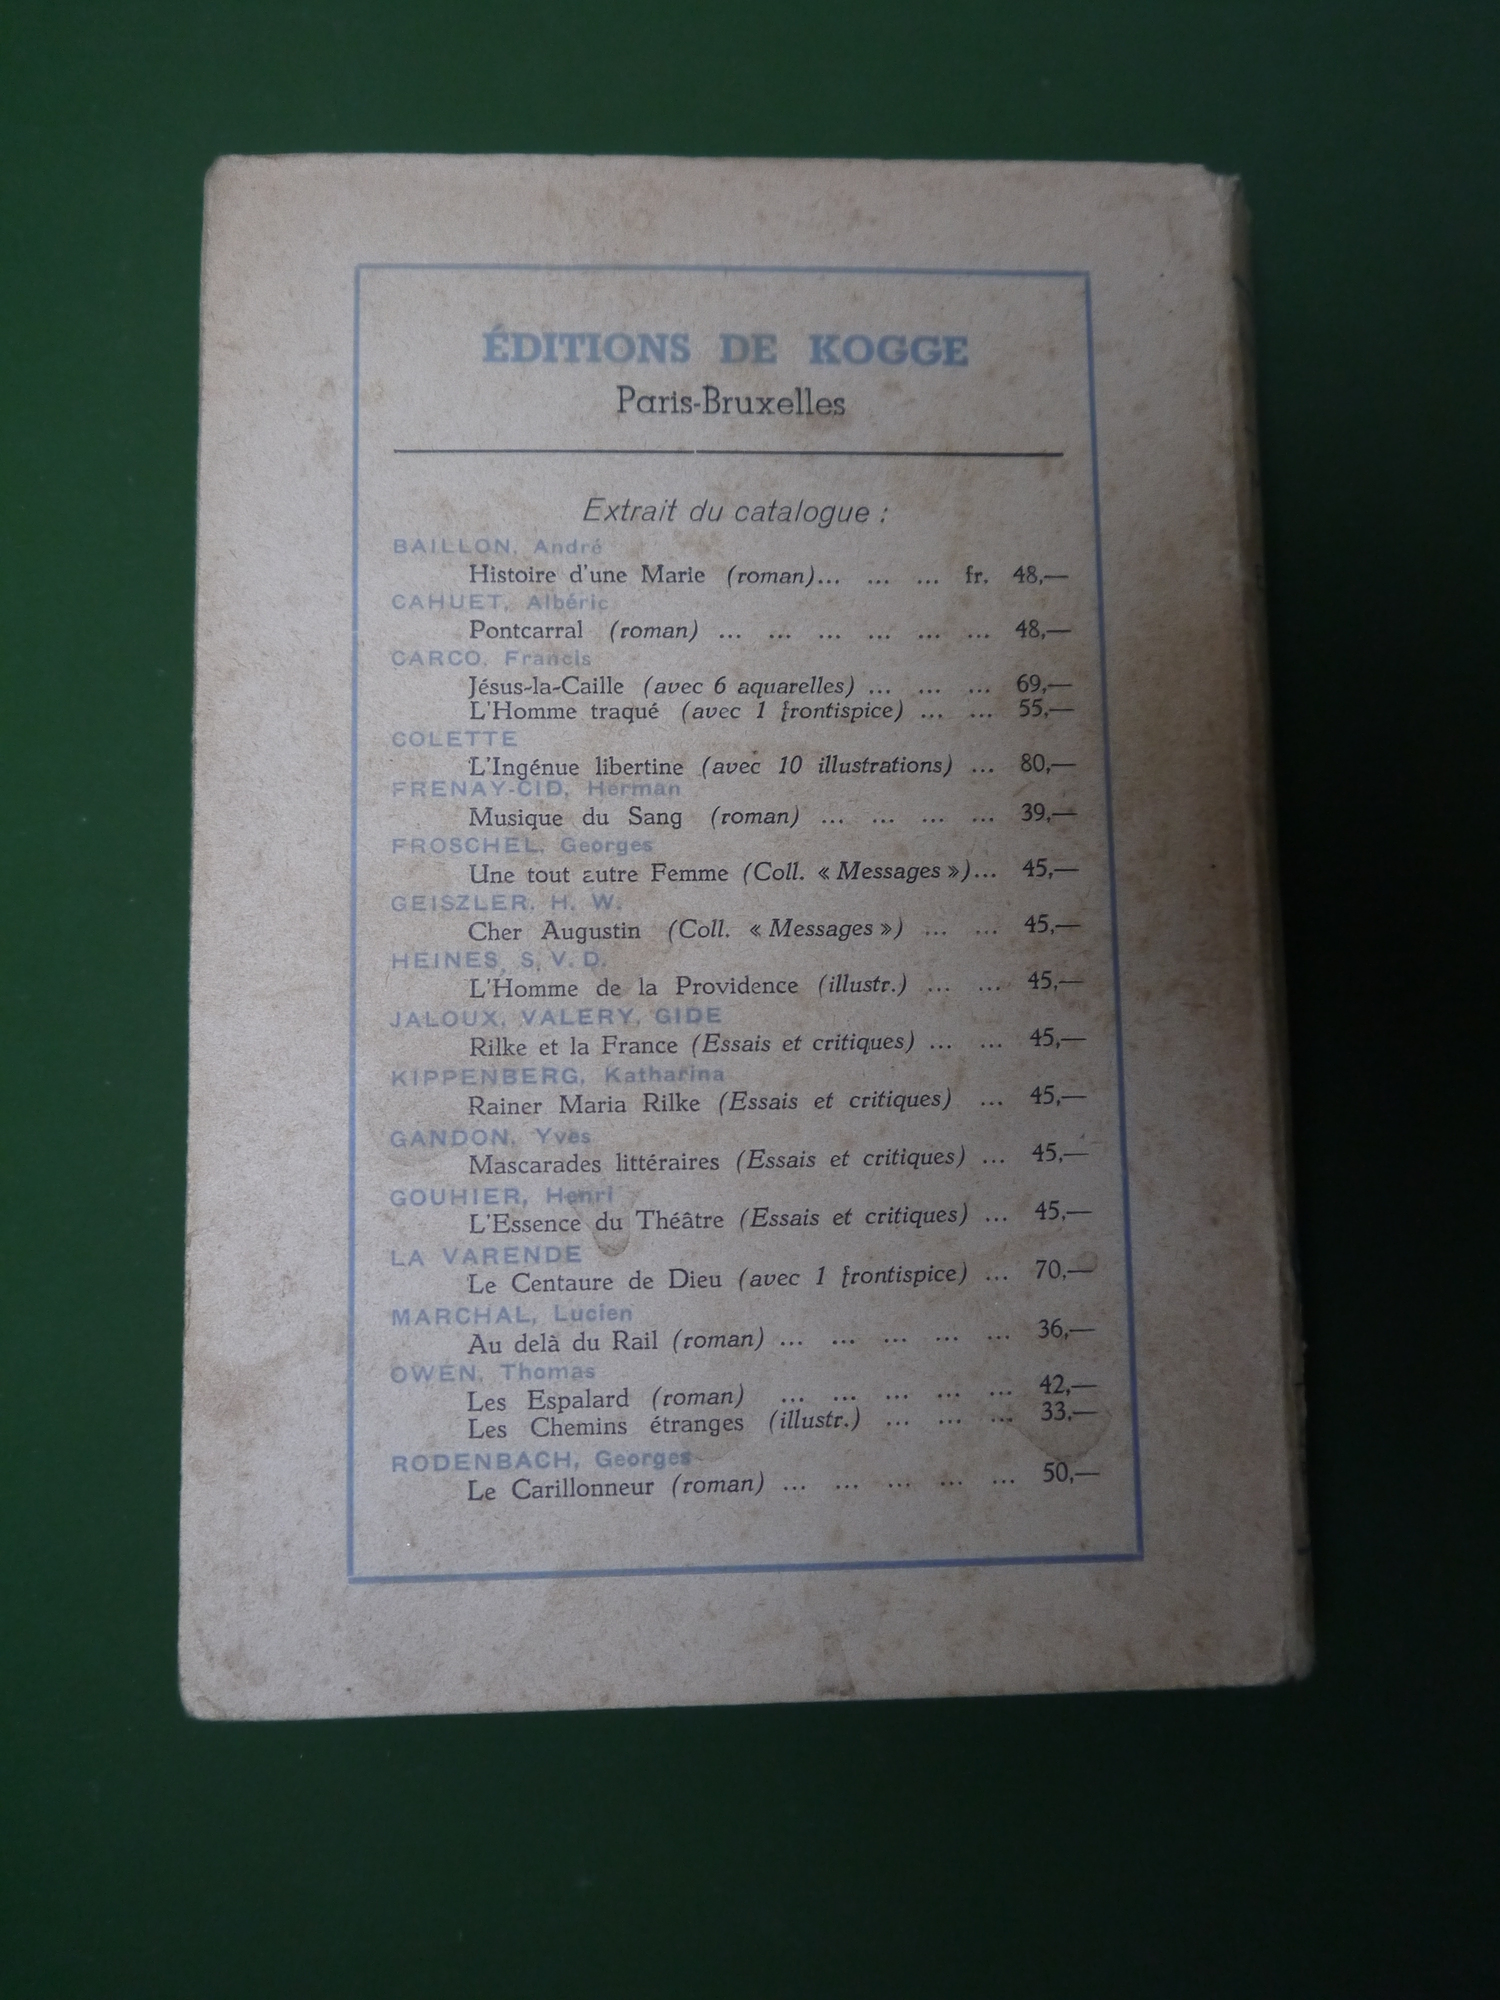 ÉDITIONS DE KOGGE
Paris-Bruxelles
Extrait du catalogue :
BAILLON, André
Histoire d'une Marie (roman)... ... ... fr. 48,—
CAHUET, Albéric
Pontcarral (roman) ... ... ... ... ... ... 48,—
CARCO, Francis
Jésus-la-Caille (avec 6 aquarelles) ... ... ... 69,—
L'Homme traqué (avec 1 frontispice) ... ... 55,—
COLETTE
L'Ingénue libertine (avec 10 illustrations) ... 80,—
FRENAY-CID, Herman
Musique du Sang (roman) ... ... ... ... 39,—
FROSCHEL, Georges
Une tout autre Femme (Coll. « Messages »)... 45,—
GEISZLER, H. W.
Cher Augustin (Coll. « Messages ») ... ... 45,—
HEINES, S. V. D.
L'Homme de la Providence (illustr.) ... ... 45,—
JALOUX, VALERY, GIDE
Rilke et la France (Essais et critiques) ... ... 45,—
KIPPENBERG, Katharina
Rainer Maria Rilke (Essais et critiques) ... 45,—
GANDON, Yves
Mascarades littéraires (Essais et critiques) ... 45,—
GOUHIER, Henri
L'Essence du Théâtre (Essais et critiques) ... 45,—
LA VARENDE
Le Centaure de Dieu (avec 1 frontispice) ... 70,—
MARCHAL, Lucien
Au delà du Rail (roman) ... ... ... ... ... 36,—
OWEN, Thomas
Les Espalard (roman) ... ... ... ... ... 42,—
Les Chemins étranges (illustr.) ... ... ... 33,—
RODENBACH, Georges
Le Carillonneur (roman) ... ... ... ... ... 50,—